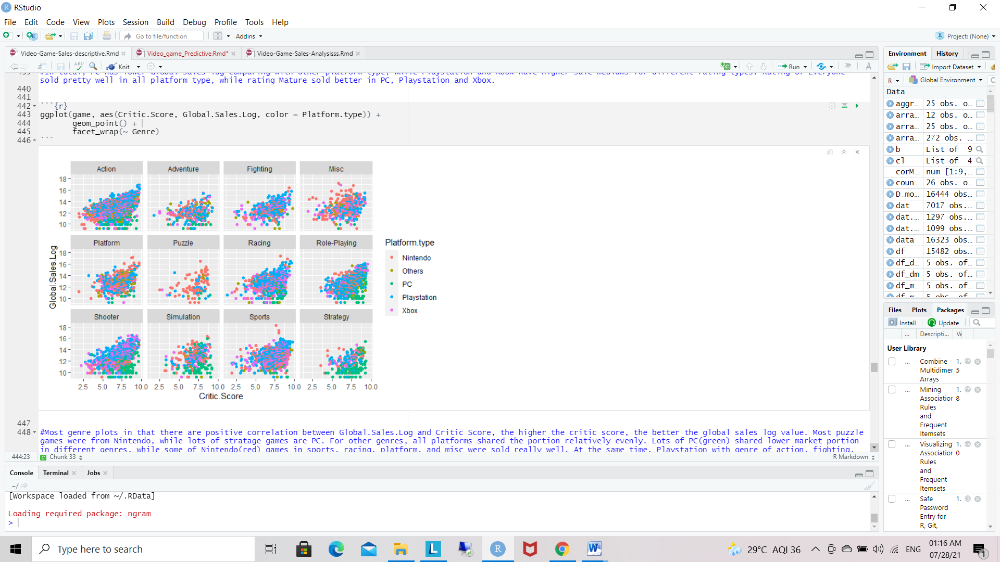 RStudio
File Edit Code View Plots Session Build Debug Profile Tools Help
Go to file/function Addins Project: (None)
Video-Game-Sales-descriptive.Rmd Video_game_Predictive.Rmd* Video-Game-Sales-Analysisss.Rmd
ABC Knit Run
sold pretty well in all platform type, while rating Mature sold better in PC, Playstation and Xbox.
440
441
442 ```{r}
443 ggplot(game, aes(Critic.Score, Global.Sales.Log, color = Platform.type)) +
444 geom_point() +
445 facet_wrap(~ Genre)
446 ```
Action Adventure Fighting Misc
18
16
14
12
10
Platform Puzzle Racing Role-Playing
18
16
14
12
10
Shooter Simulation Sports Strategy
18
16
14
12
10
2.5 5.0 7.5 10.0 2.5 5.0 7.5 10.0 2.5 5.0 7.5 10.0 2.5 5.0 7.5 10.0
Critic.Score
Global.Sales.Log
Platform.type
Nintendo
Others
PC
Playstation
Xbox
447
448 #Most genre plots in that there are positive correlation between Global.Sales.Log and Critic Score, the higher the critic score, the better the global sales log value. Most puzzle
games were from Nintendo, while lots of stratage games are PC. For other genres, all platforms shared the portion relatively evenly. Lots of PC(green) shared lower market portion
in different genres, while some of Nintendo(red) games in sports, racing, platform, and misc were sold really well. At the same time, Playstation with genre of action, fighting,
444:23 Chunk 33 R Markdown
Console Terminal Jobs
~/
[Workspace loaded from ~/.RData]
Loading required package: ngram
>
Environment History
Import Dataset
R Global Environment
Data
aggr... 25 obs. o...
arra... 12 obs. o...
arra... 25 obs. o...
arra... 272 obs. ...
b List of 9
cl List of 4
corM... num [1:9,...
coun... 26 obs. o...
D_mo... 16444 obs...
dat 7017 obs....
dat.... 1297 obs....
dat.... 1099 obs....
data 16323 obs...
df 15482 obs...
df_d... 5 obs. of...
df_dm 5 obs. of...
df_m... 5 obs. of...
Files Plots Packages
Install Update
... Descripti... Ve
User Library
... Combine 1.
Multidimer 5
Arrays
... Mining 1.
Association 8
Rules
and
Frequent
Itemsets
... Visualizing 1.
Association 0
Rules
and
Frequent
Itemsets
... Safe 1.
Password
Entry for
R, Git,
Type here to search
29°C AQI 36 ENG 01:16 AM
07/28/21
1